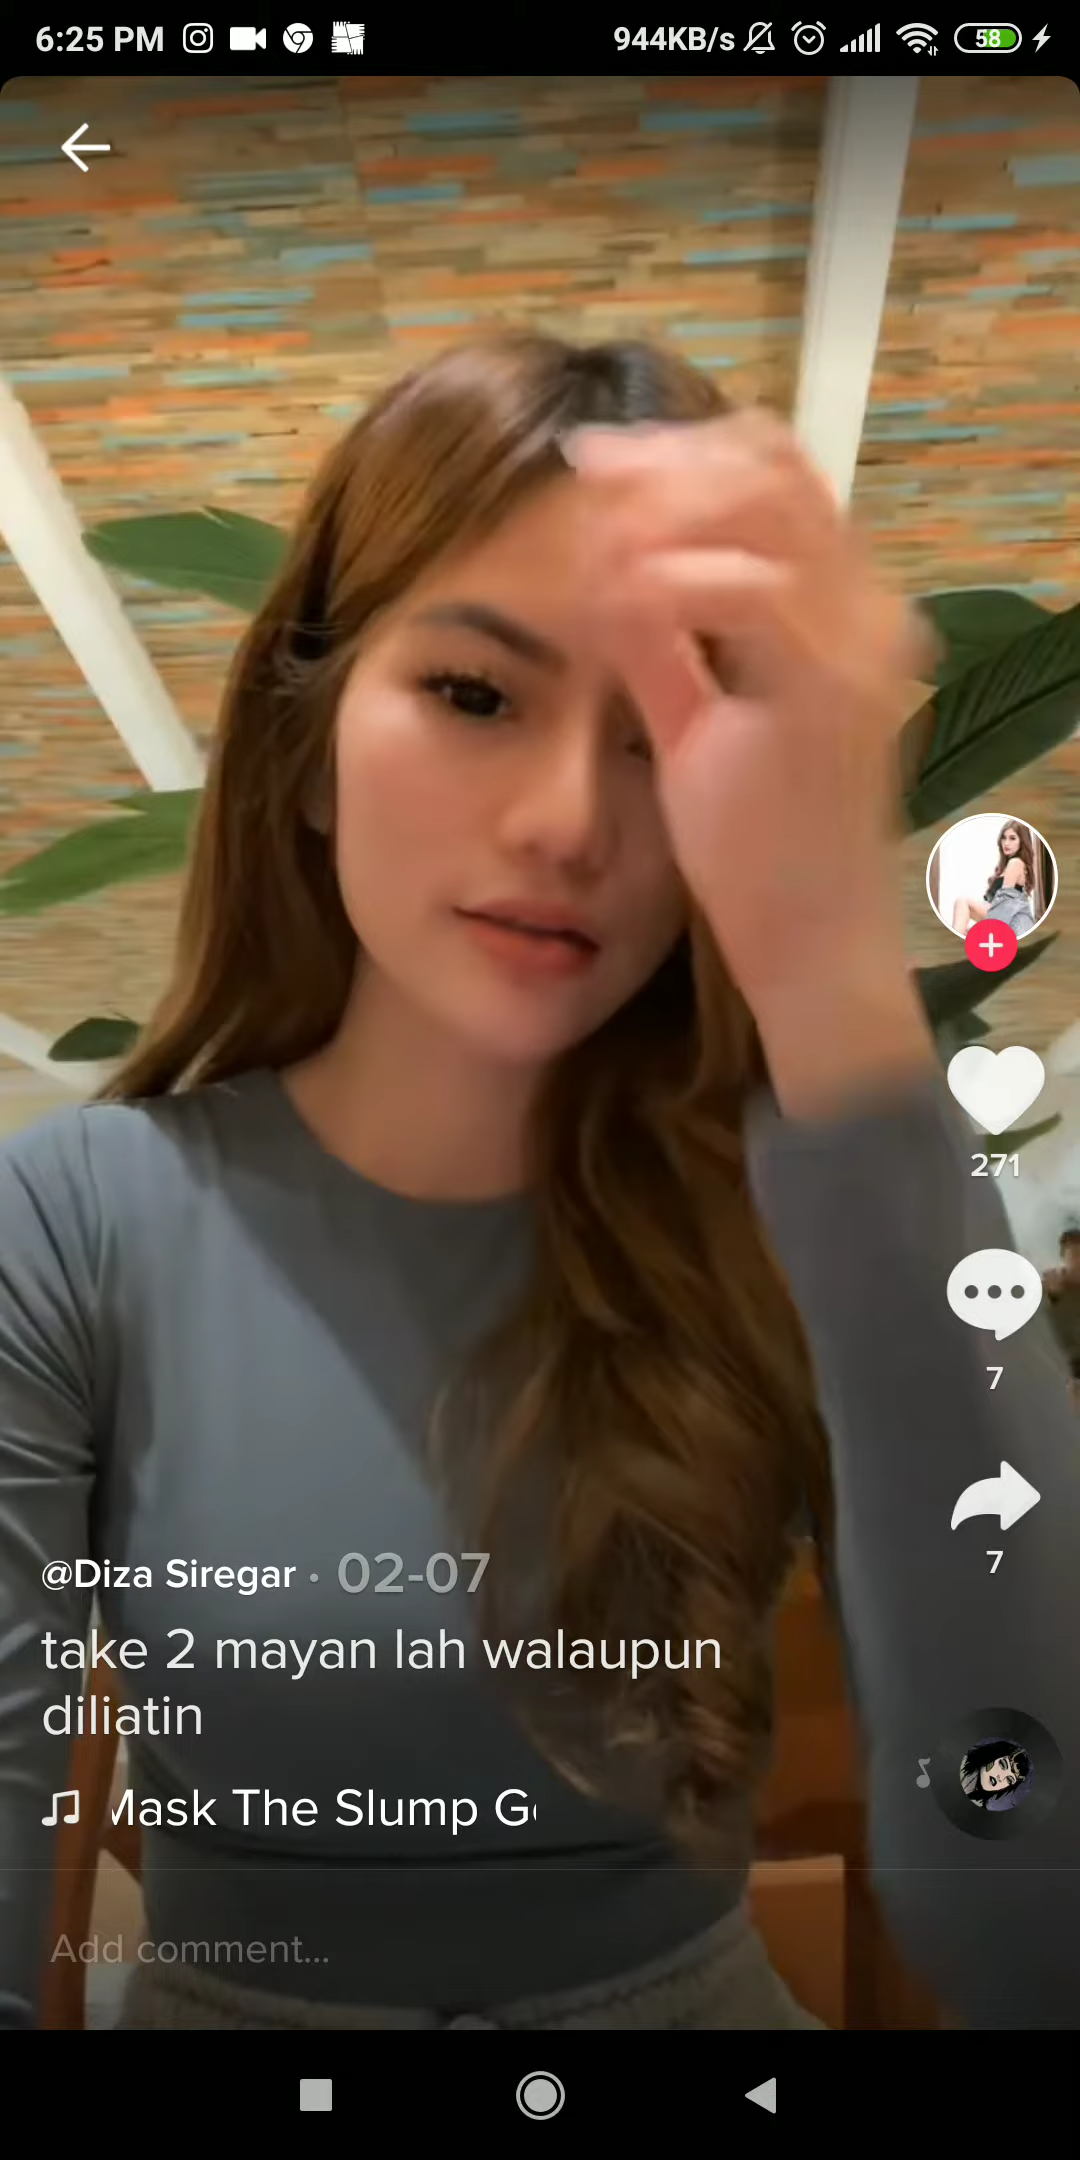 6:25 PM
944KB/s
58
271
7
7
@Diza Siregar · 02-07
take 2 mayan lah walaupun
diliatin
Mask The Slump
Add comment...